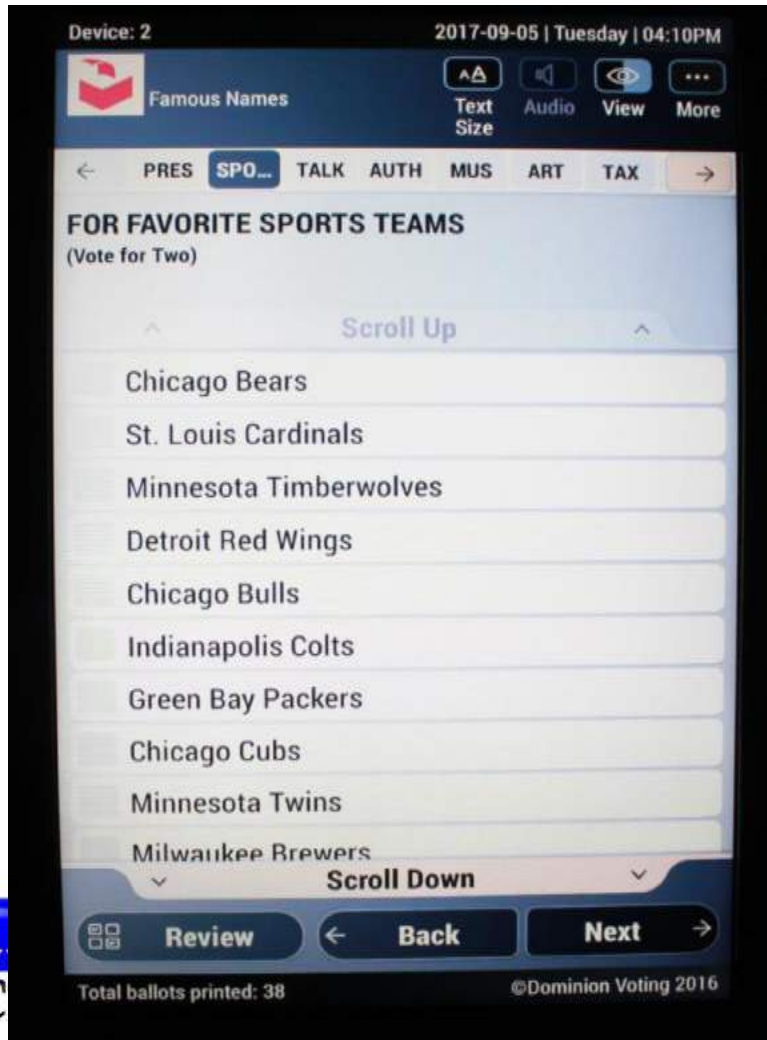 Device: 2 2017-09-05 | Tuesday | 04:10PM
Famous Names
AA Text Size Audio View More
PRES SPO... TALK AUTH MUS ART TAX
FOR FAVORITE SPORTS TEAMS
(Vote for Two)
Scroll Up
Chicago Bears
St. Louis Cardinals
Minnesota Timberwolves
Detroit Red Wings
Chicago Bulls
Indianapolis Colts
Green Bay Packers
Chicago Cubs
Minnesota Twins
Milwaukee Brewers
Scroll Down
Review Back Next
Total ballots printed: 38 ©Dominion Voting 2016